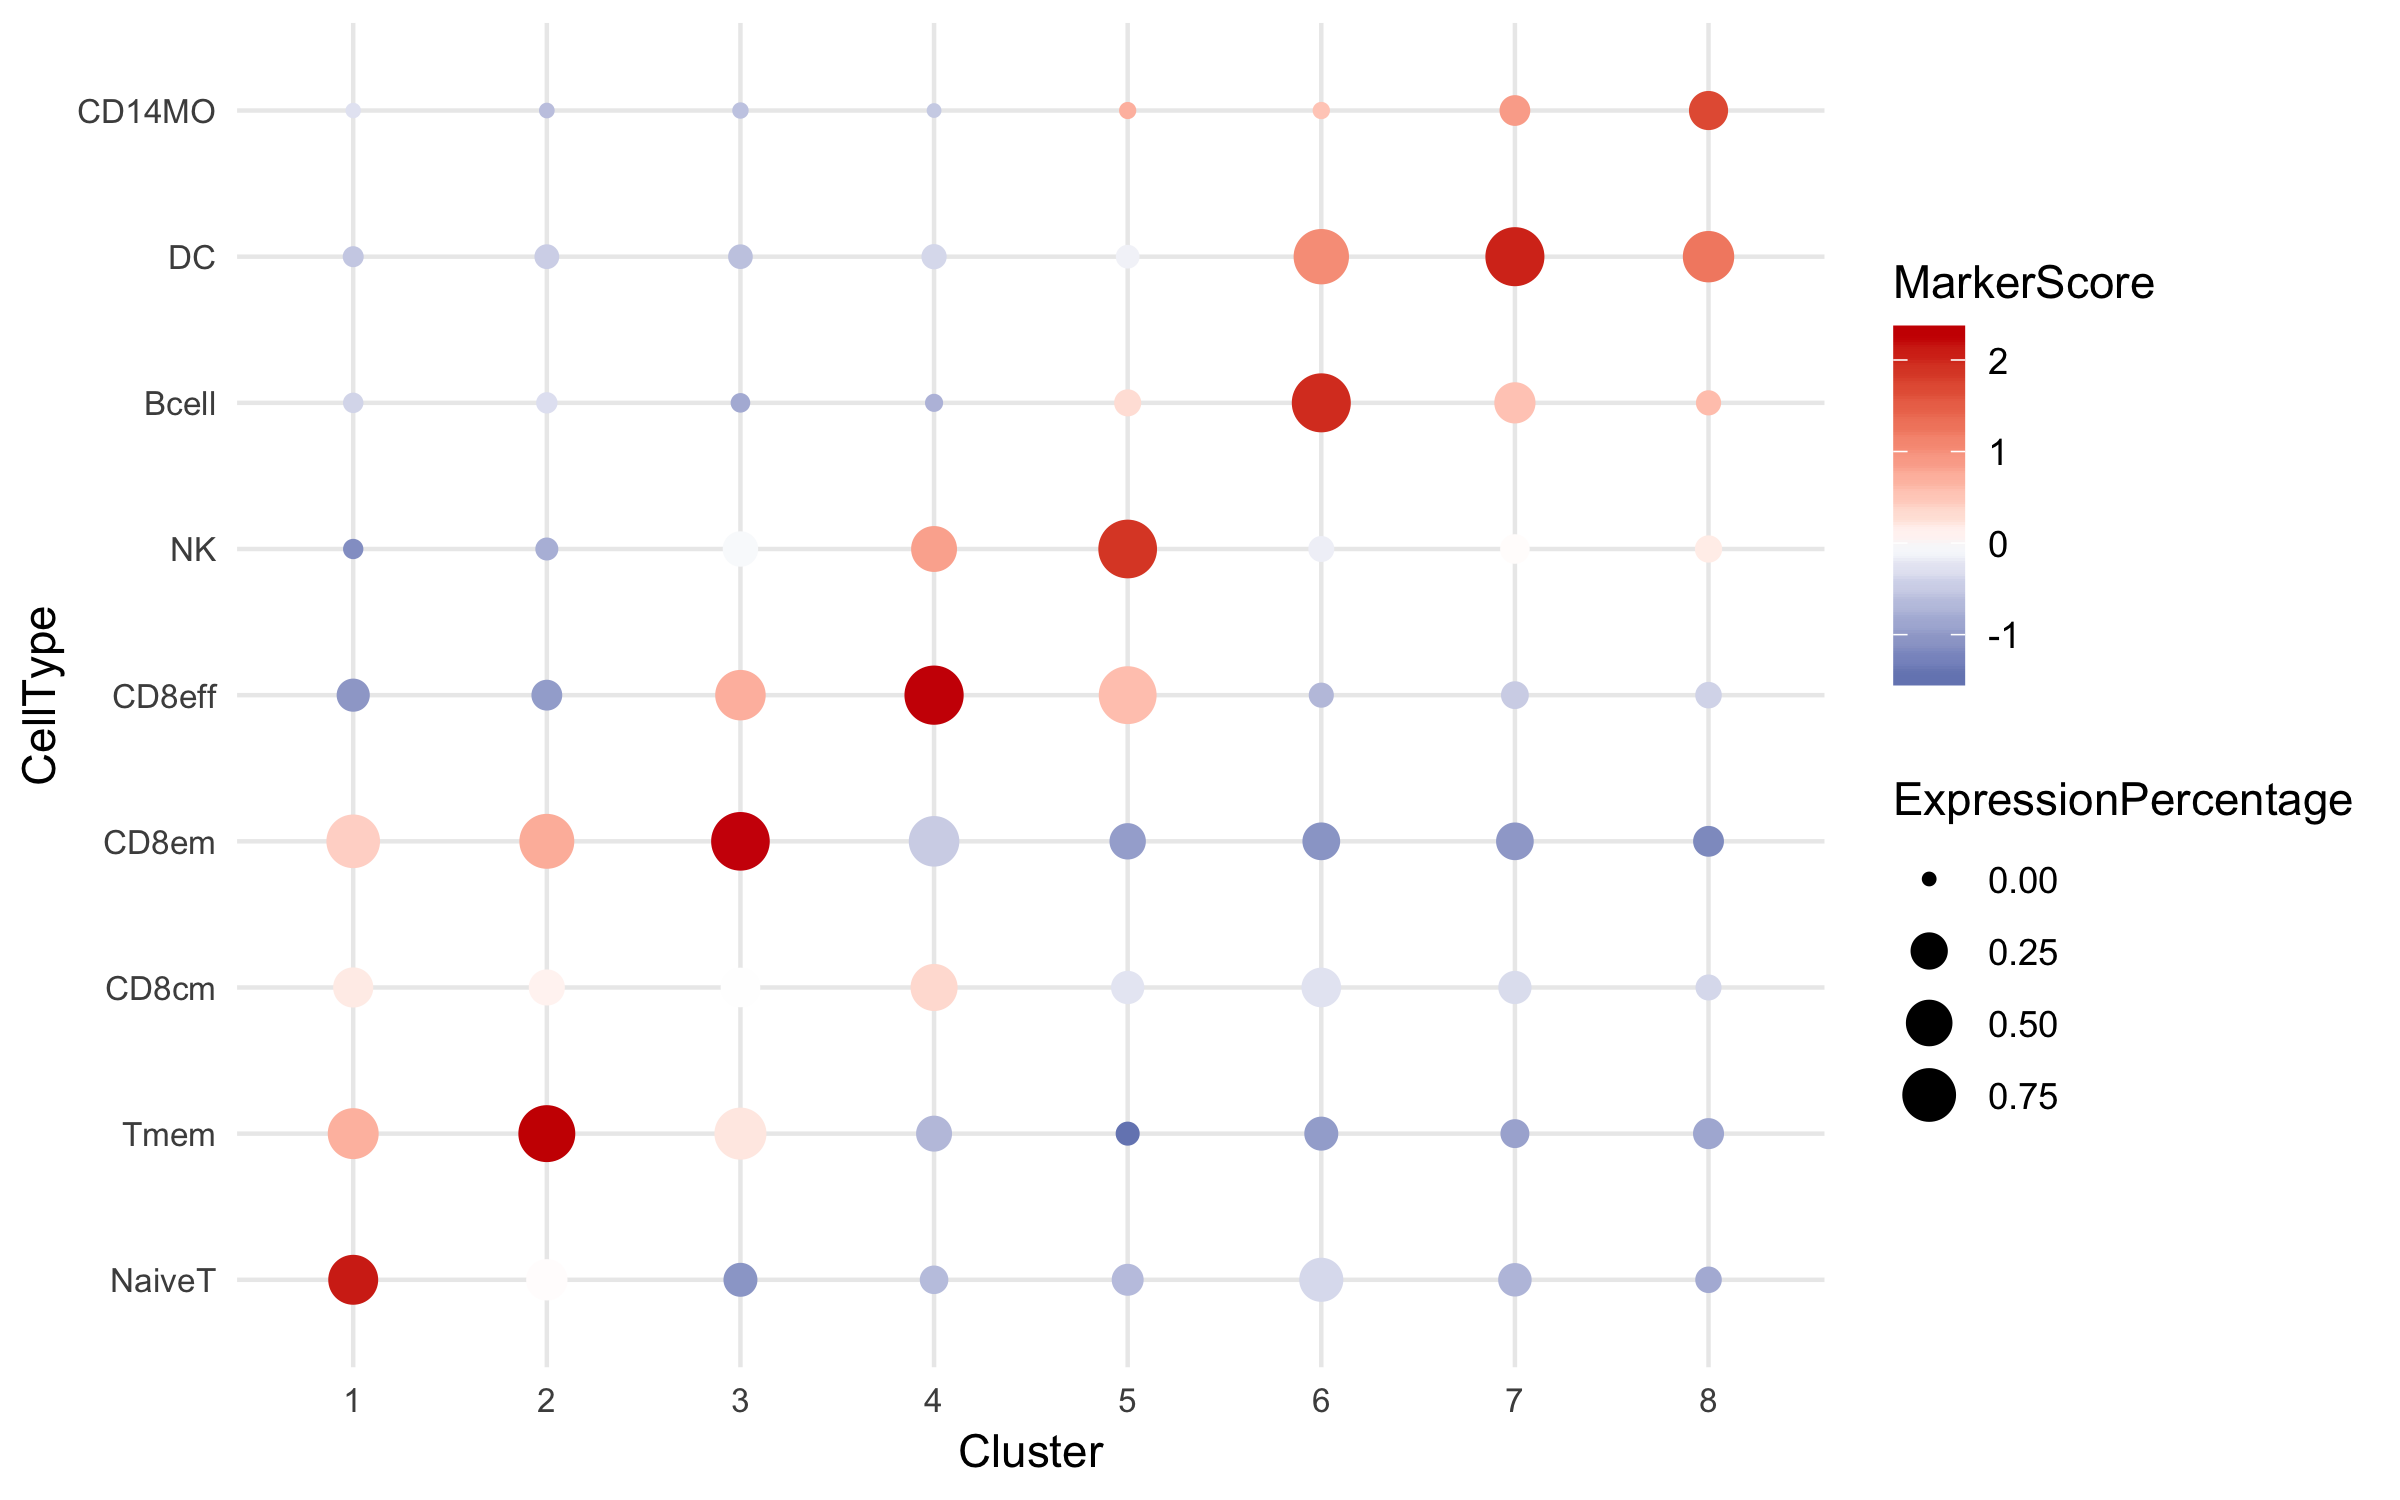 CellType
CD14MO
DC
Bcell
NK
CD8eff
CD8em
CD8cm
Tmem
NaiveT
1 2 3 4 5 6 7 8
Cluster
MarkerScore
2
1
0
-1
ExpressionPercentage
0.00
0.25
0.50
0.75